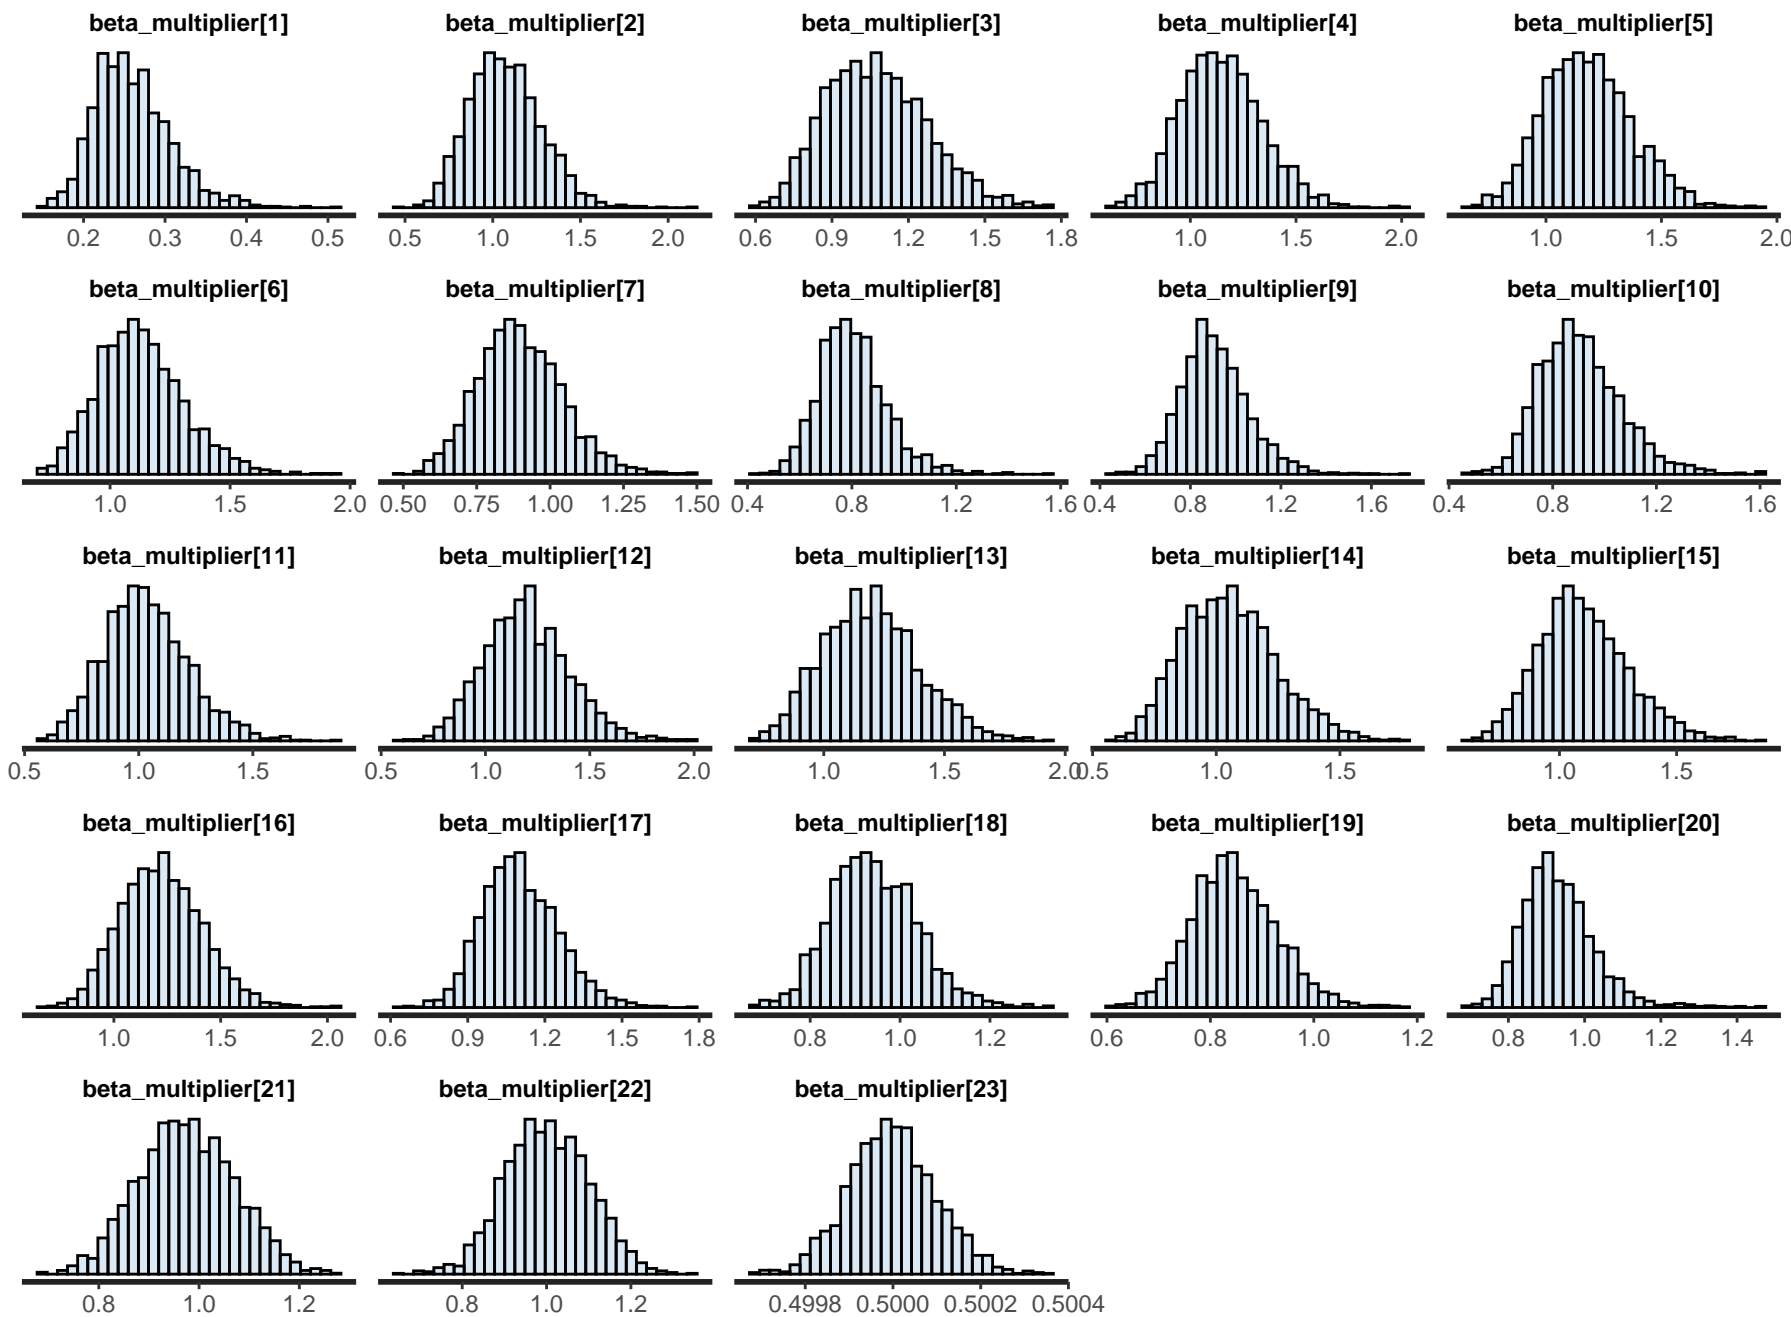 beta_multiplier[1] beta_multiplier[2] beta_multiplier[3] beta_multiplier[4] beta_multiplier[5]
0.2 0.3 0.4 0.5 0.5 1.0 1.5 2.0 0.6 0.9 1.2 1.5 1.8 1.0 1.5 2.0 1.0 1.5 2.0
beta_multiplier[6] beta_multiplier[7] beta_multiplier[8] beta_multiplier[9] beta_multiplier[10]
1.0 1.5 2.0 0.50 0.75 1.00 1.25 1.50 0.4 0.8 1.2 1.6 0.4 0.8 1.2 1.6 0.4 0.8 1.2 1.6
beta_multiplier[11] beta_multiplier[12] beta_multiplier[13] beta_multiplier[14] beta_multiplier[15]
0.5 1.0 1.5 0.5 1.0 1.5 2.0 1.0 1.5 2.0 0.5 1.0 1.5 1.0 1.5
beta_multiplier[16] beta_multiplier[17] beta_multiplier[18] beta_multiplier[19] beta_multiplier[20]
1.0 1.5 2.0 0.6 0.9 1.2 1.5 1.8 0.8 1.0 1.2 0.6 0.8 1.0 1.2 0.8 1.0 1.2 1.4
beta_multiplier[21] beta_multiplier[22] beta_multiplier[23]
0.8 1.0 1.2 0.8 1.0 1.2 0.4998 0.5000 0.5002 0.5004